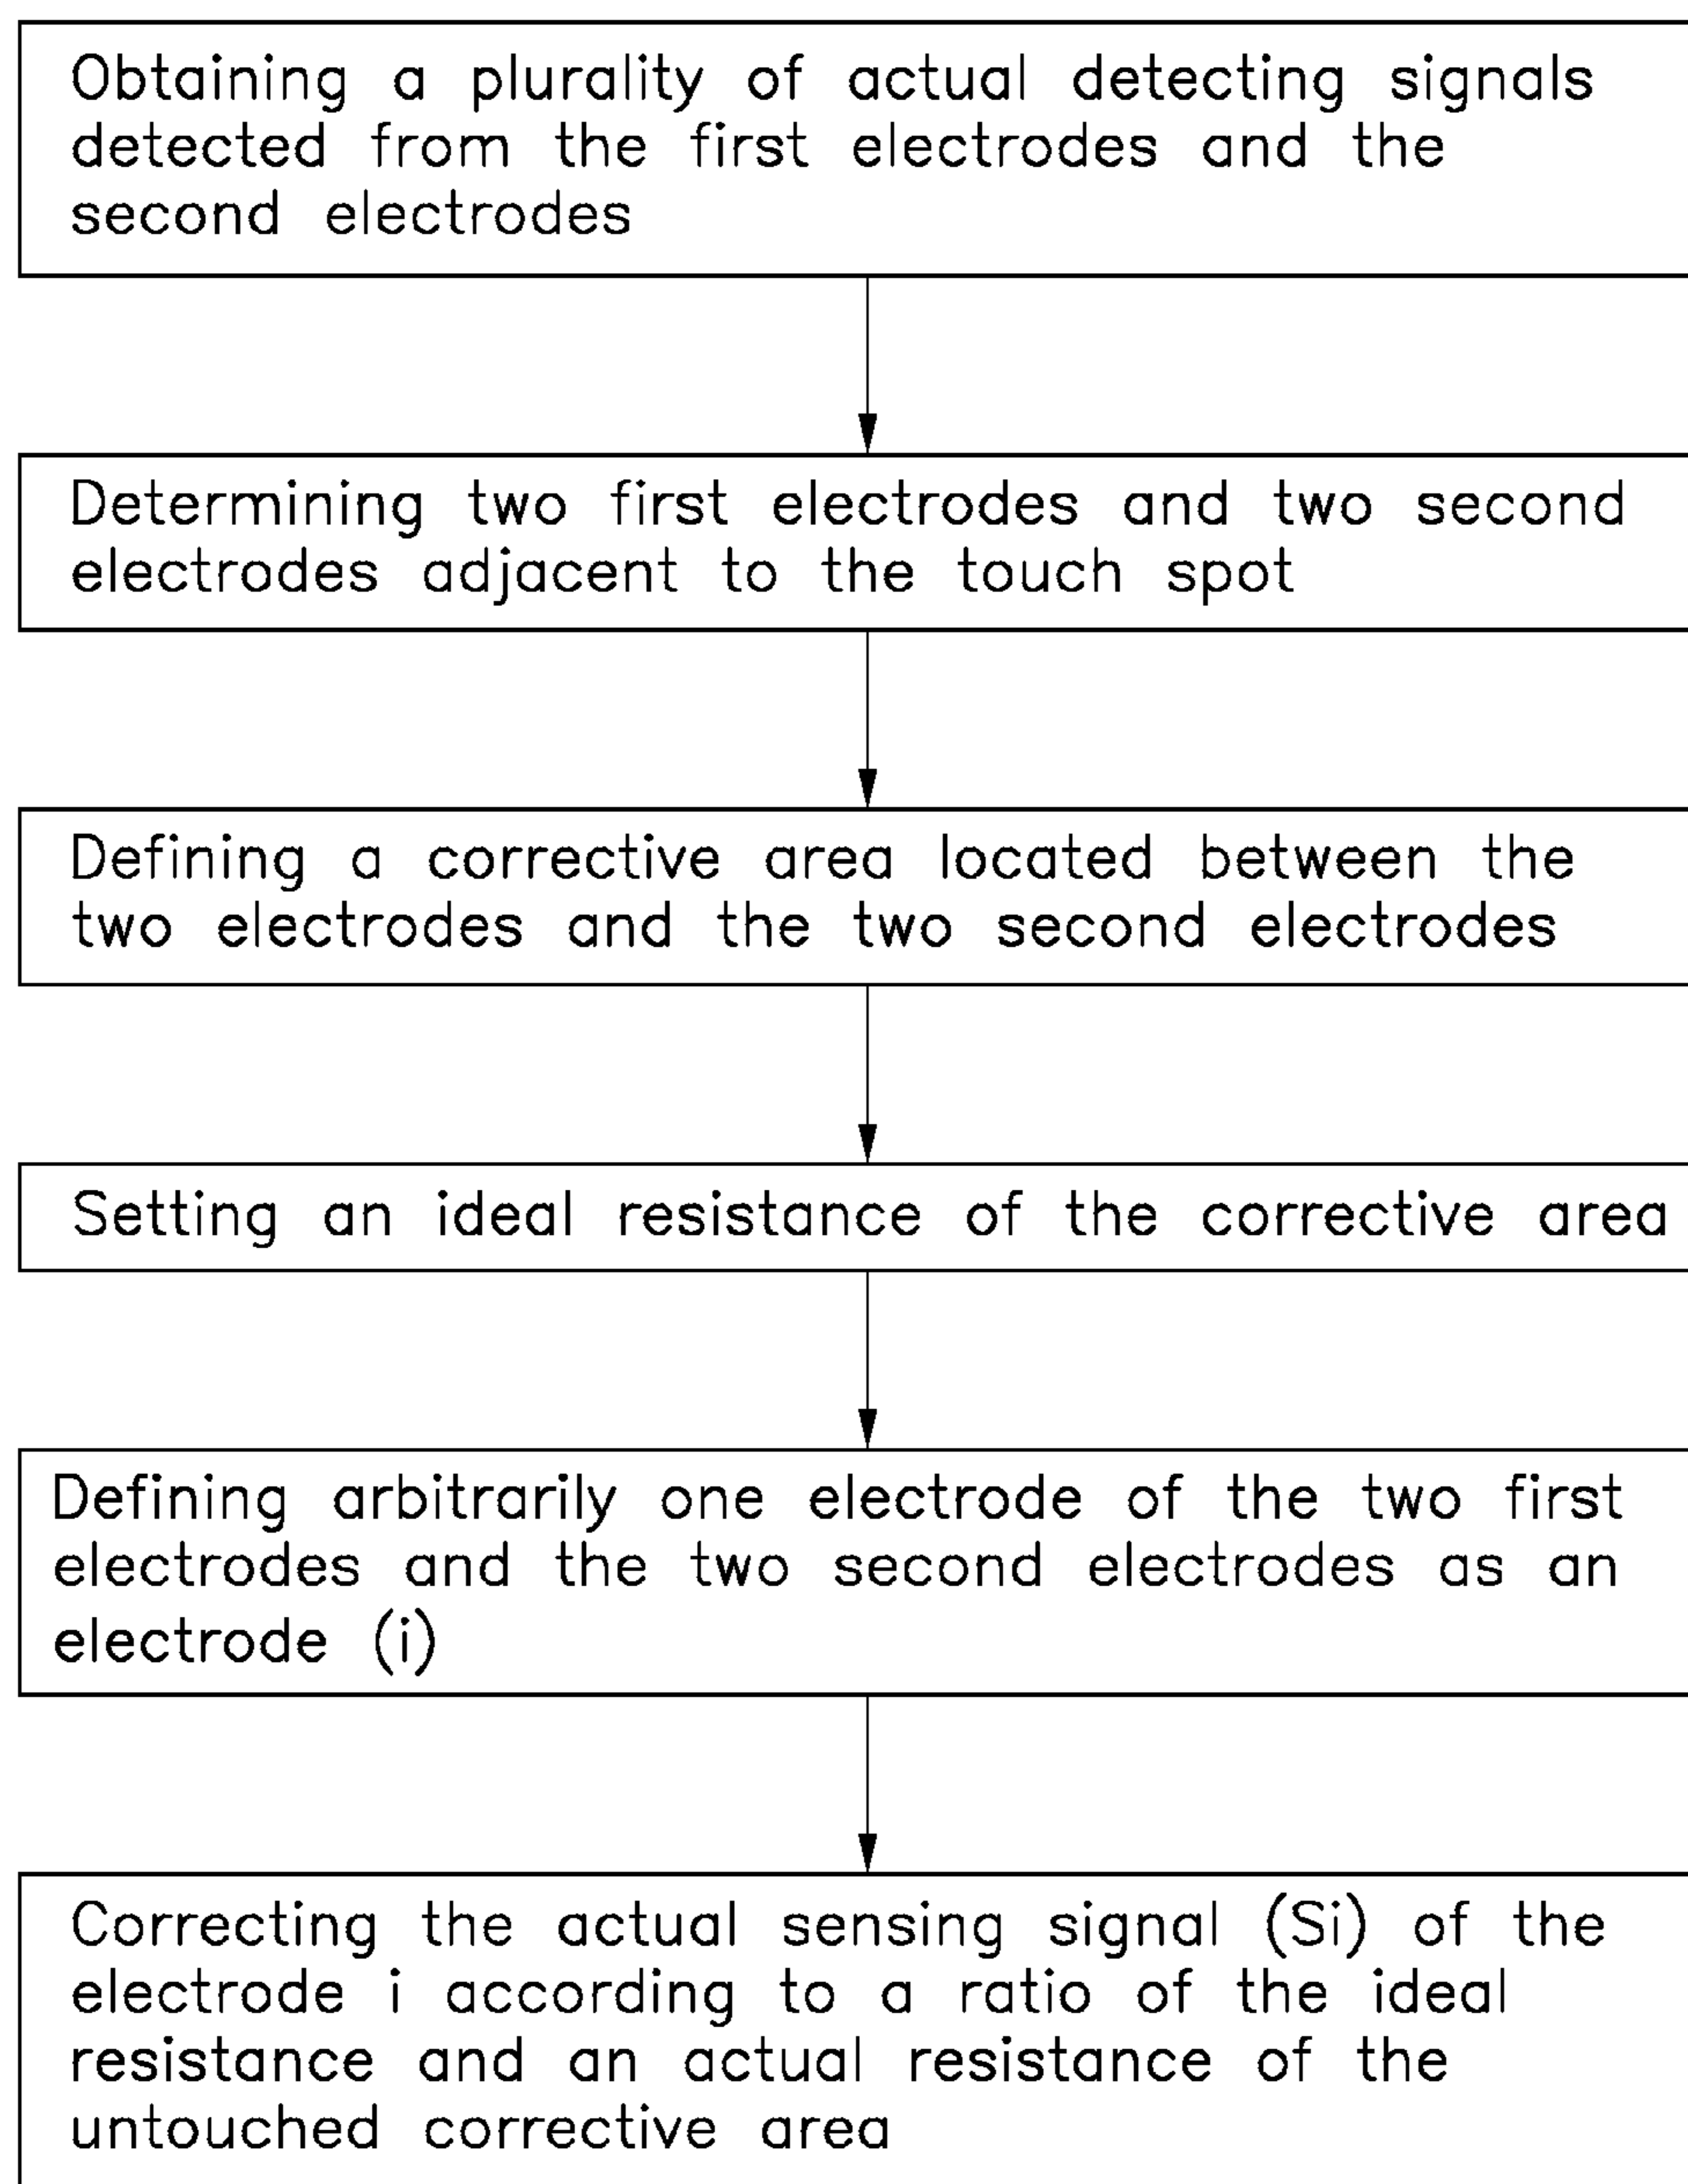 Obtaining a plurality of actual detecting signals
detected from the first electrodes and the
second electrodes
Determining two first electrodes and two second
electrodes adjacent to the touch spot
Defining a corrective area located between the
two electrodes and the two second electrodes
Setting an ideal resistance of the corrective area
Defining arbitrarily one electrode of the two first
electrodes and the two second electrodes as an
electrode (i)
Correcting the actual sensing signal (Si) of the
electrode i according to a ratio of the ideal
resistance and an actual resistance of the
untouched corrective area